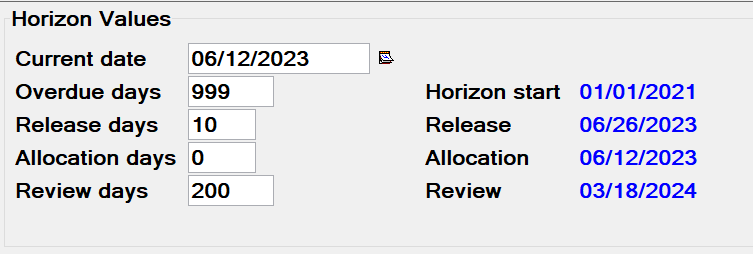 Horizon Values
Current date 06/12/2023
Overdue days 999 Horizon start 01/01/2021
Release days 10 Release 06/26/2023
Allocation days 0 Allocation 06/12/2023
Review days 200 Review 03/18/2024